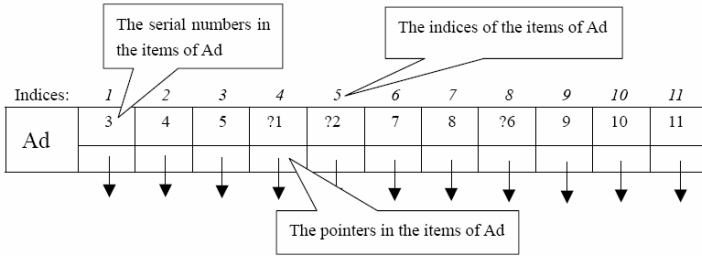 The serial numbers in
the items of Ad
The indices of the items of Ad
Indices: 1 2 3 4 5 6 7 8 9 10 11
Ad 3 4 5 ?1 ?2 7 8 ?6 9 10 11
The pointers in the items of Ad